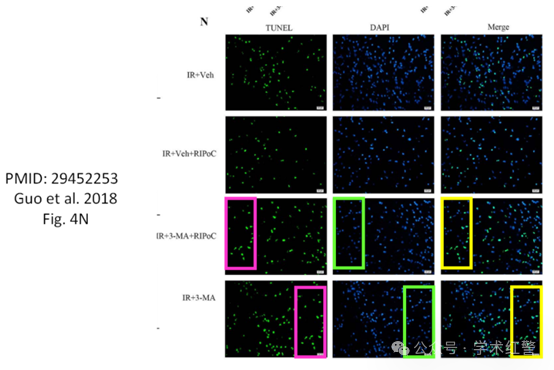 N
TUNEL
DAPI
Merge
IR+Veh
IR+Veh+RIPoC
PMID: 29452253
Guo et al. 2018
Fig. 4N
IR+3-MA+RIPoC
IR+3-MA
公众号 · 学术红警